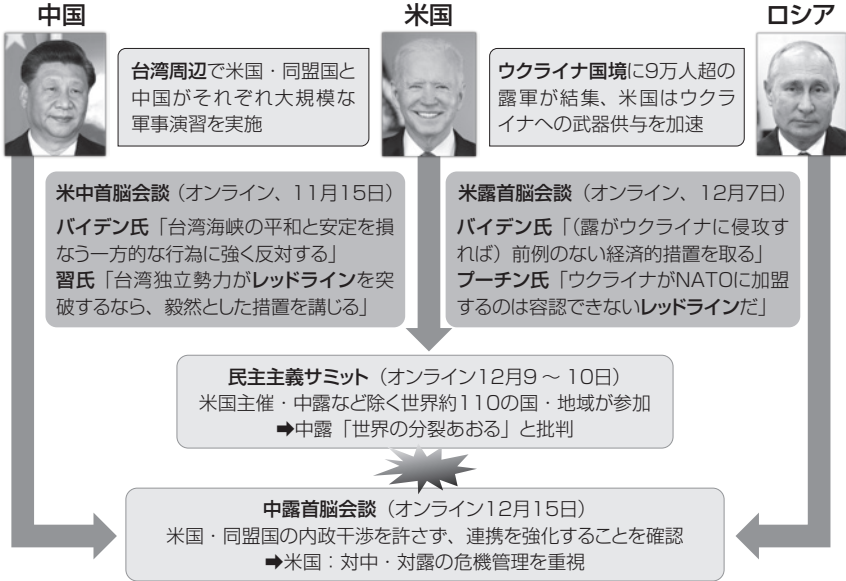 中国
米国
ロシア
台湾周辺で米国・同盟国と
中国がそれぞれ大規模な
軍事演習を実施
ウクライナ国境に9万人超の
露軍が結集、米国はウクラ
イナへの武器供与を加速
米中首脳会談（オンライン、11月15日）
バイデン氏「台湾海峡の平和と安定を損
なう一方的な行為に強く反対する」
習氏「台湾独立勢力がレッドラインを突
破するなら、毅然とした措置を講じる」
米露首脳会談（オンライン、12月7日）
バイデン氏「（露がウクライナに侵攻す
れば）前例のない経済的措置を取る」
プーチン氏「ウクライナがNATOに加盟
するのは容認できないレッドラインだ」
民主主義サミット（オンライン12月9～10日）
米国主催・中露など除く世界約110の国・地域が参加
➡中露「世界の分裂あおる」と批判
中露首脳会談（オンライン12月15日）
米国・同盟国の内政干渉を許さず、連携を強化することを確認
➡米国：対中・対露の危機管理を重視